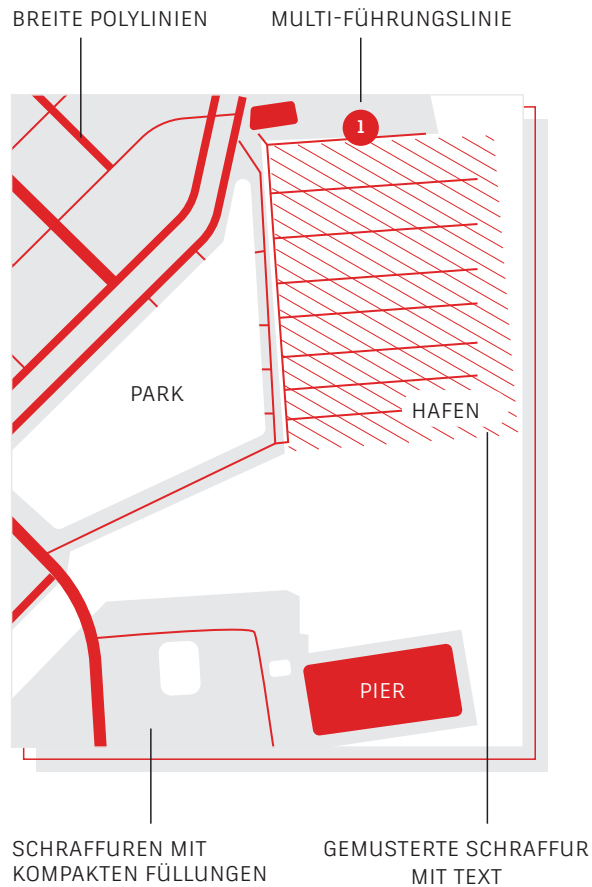 BREITE POLYLINIEN
MULTI-FÜHRUNGSLINIE
1
PARK
HAFEN
PIER
SCHRAFFUREN MIT
KOMPAKTEN FÜLLUNGEN
GEMUSTERTE SCHRAFFUR
MIT TEXT